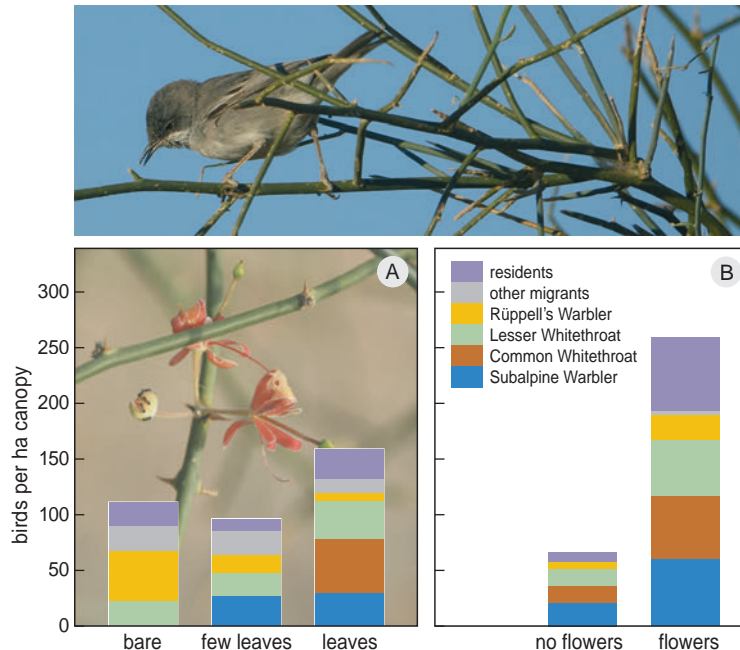 A
B
300
250
200
150
100
50
0
birds per ha canopy
bare
few leaves
leaves
residents
other migrants
Rüppell's Warbler
Lesser Whitethroat
Common Whitethroat
Subalpine Warbler
no flowers
flowers